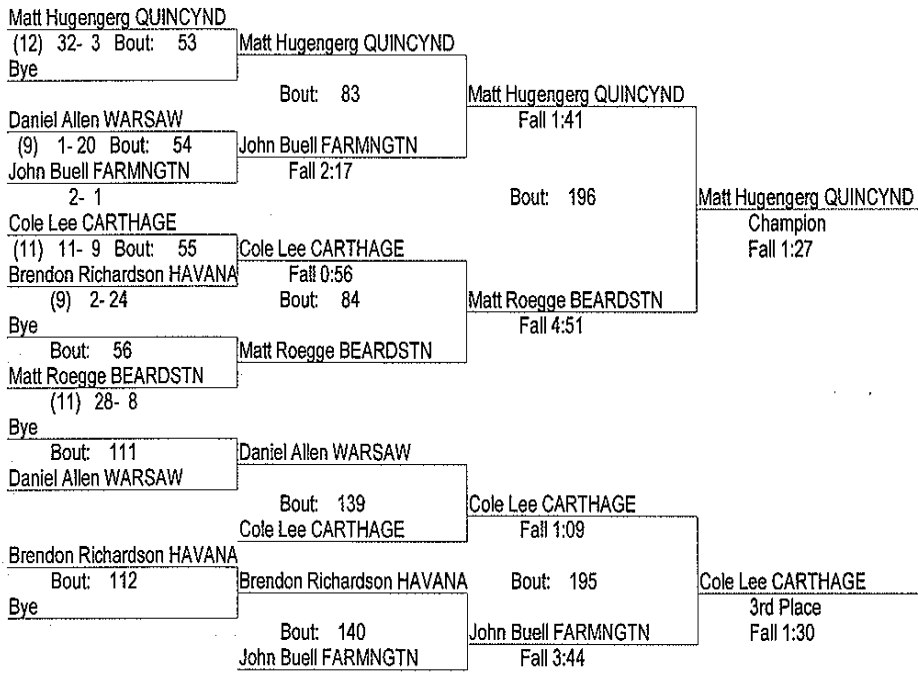 Matt Hugengerg QUINCYND
(12) 32- 3 Bout: 53
Matt Hugengerg QUINCYND
Bye
Bout: 83
Matt Hugengerg QUINCYND
Daniel Allen WARSAW
Fall 1:41
(9) 1- 20 Bout: 54
John Buell FARMNGTN
John Buell FARMNGTN
Fall 2:17
2- 1
Bout: 196
Matt Hugengerg QUINCYND
Cole Lee CARTHAGE
Champion
(11) 11- 9 Bout: 55
Cole Lee CARTHAGE
Fall 1:27
Brendon Richardson HAVANA
Fall 0:56
(9) 2- 24
Bout: 84
Matt Roegge BEARDSTN
Bye
Fall 4:51
Bout: 56
Matt Roegge BEARDSTN
Matt Roegge BEARDSTN
(11) 28- 8
Bye
Bout: 111
Daniel Allen WARSAW
Daniel Allen WARSAW
Bout: 139
Cole Lee CARTHAGE
Cole Lee CARTHAGE
Fall 1:09
Brendon Richardson HAVANA
Bout: 112
Brendon Richardson HAVANA
Bout: 195
Cole Lee CARTHAGE
Bye
3rd Place
Bout: 140
John Buell FARMNGTN
Fall 1:30
John Buell FARMNGTN
Fall 3:44